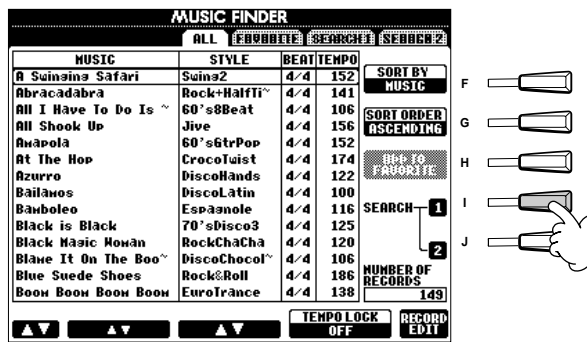 MUSIC FINDER
ALL FAVORITE SEARCH 1 SEARCH 2
MUSIC STYLE BEAT TEMPO
A Swinging Safari Swing2 4/4 152
Abracadabra Rock+HalfTi~ 4/4 141
All I Have To Do Is ~ 60's8Beat 4/4 106
All Shook Up Jive 4/4 156
Amapola 60'sGtrPop 4/4 152
At The Hop CrocoTwist 4/4 174
Azurro DiscoHands 4/4 122
Bailamos DiscoLatin 4/4 100
Bamboleo Espagnole 4/4 116
Black is Black 70'sDisco3 4/4 125
Black Magic Woman RockChaCha 4/4 120
Blame It On The Boo~ DiscoChocol~ 4/4 106
Blue Suede Shoes Rock&Roll 4/4 186
Boom Boom Boom Boom EuroTrance 4/4 138
SORT BY
MUSIC
SORT ORDER
ASCENDING
ADD TO
FAVORITE
SEARCH 1
2
NUMBER OF
RECORDS
149
TEMPO LOCK
OFF
RECORD
EDIT
F
G
H
I
J